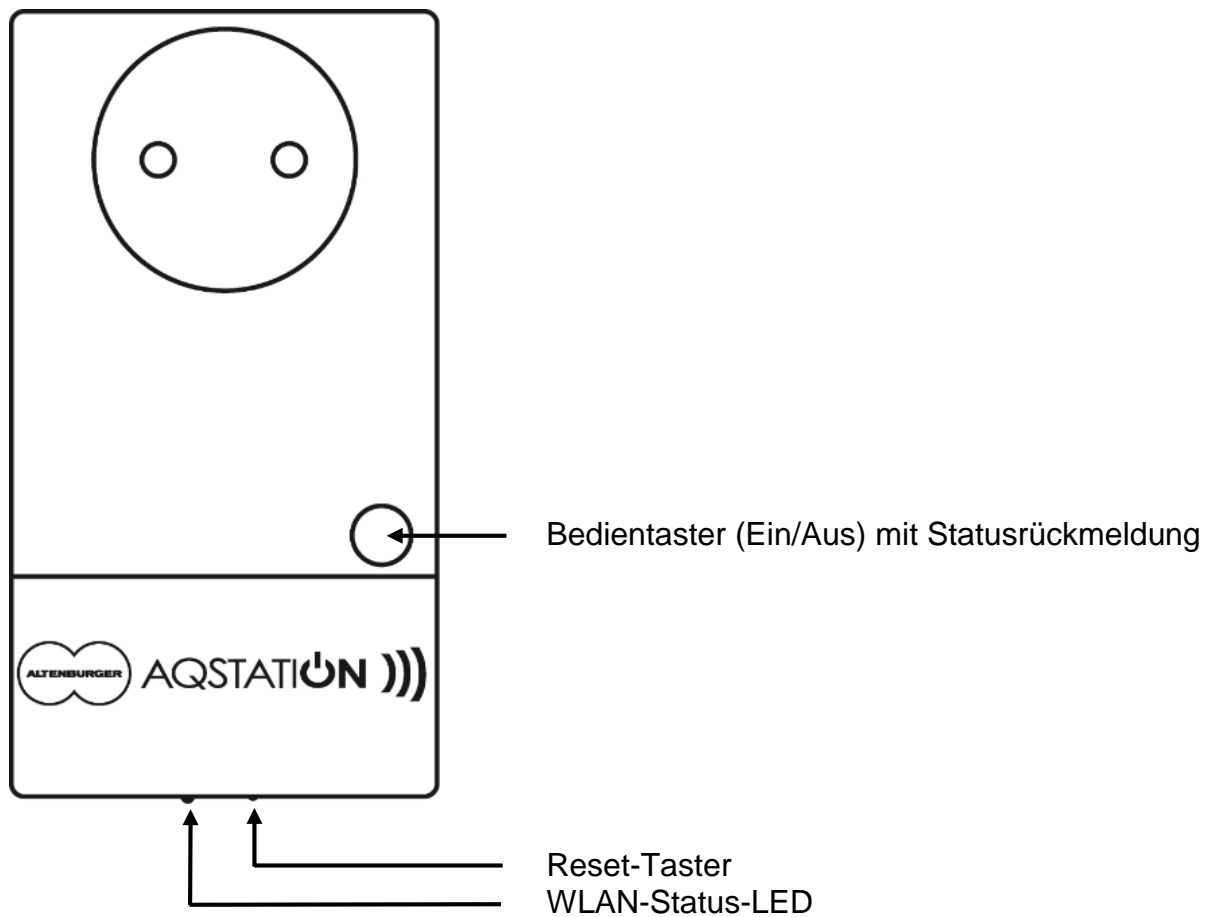 Bedientaster (Ein/Aus) mit Statusrückmeldung
ALTENBURGER AQSTATION
Reset-Taster
WLAN-Status-LED